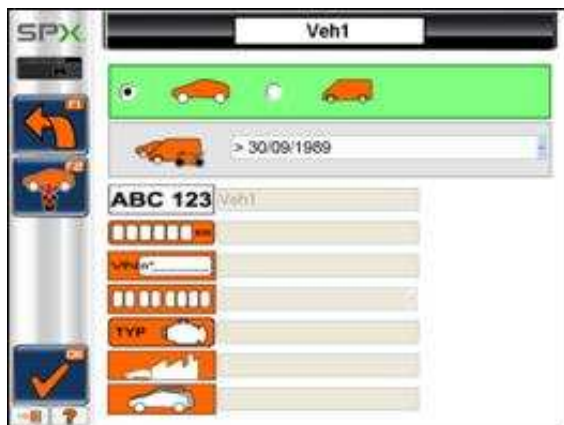 SPX
Veh1
F1
F2
> 30/09/1989
ABC 123
Veh1
km
VIN n°
TYP
OK
?